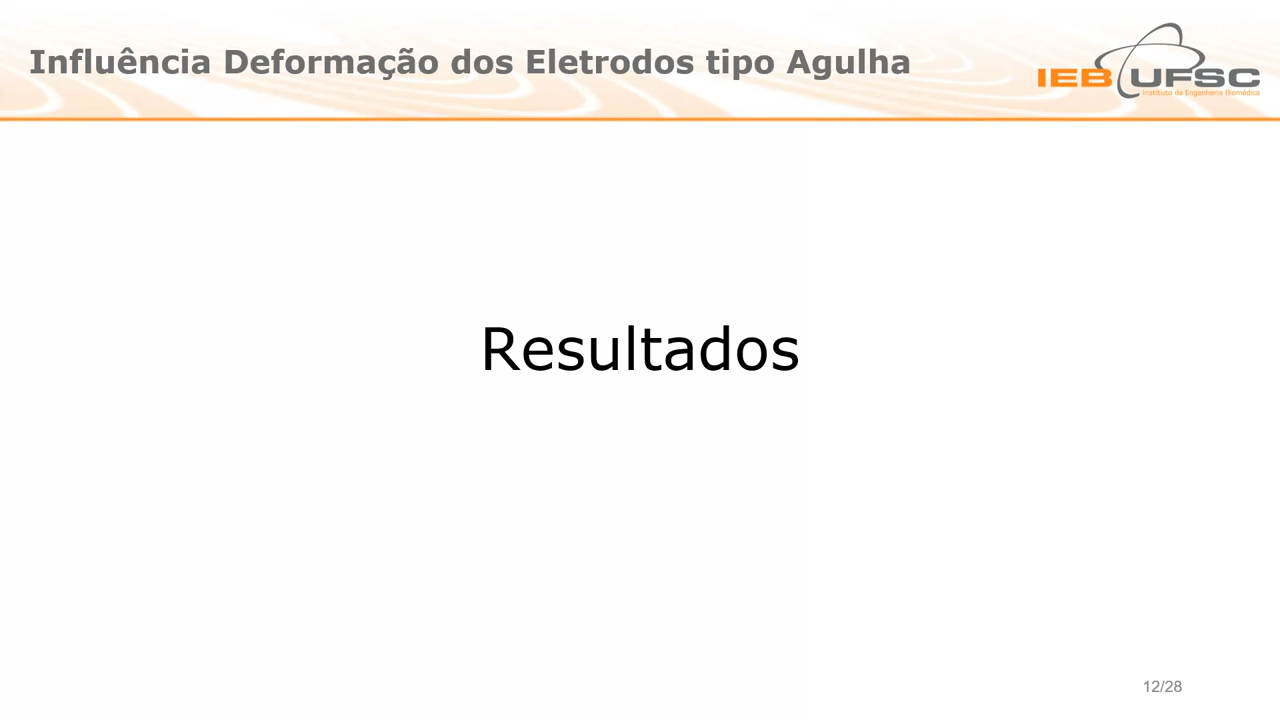 Influência Deformação dos Eletrodos tipo Agulha
IEB UFSC
Instituto de Engenharia Biomédica
Resultados
12/28